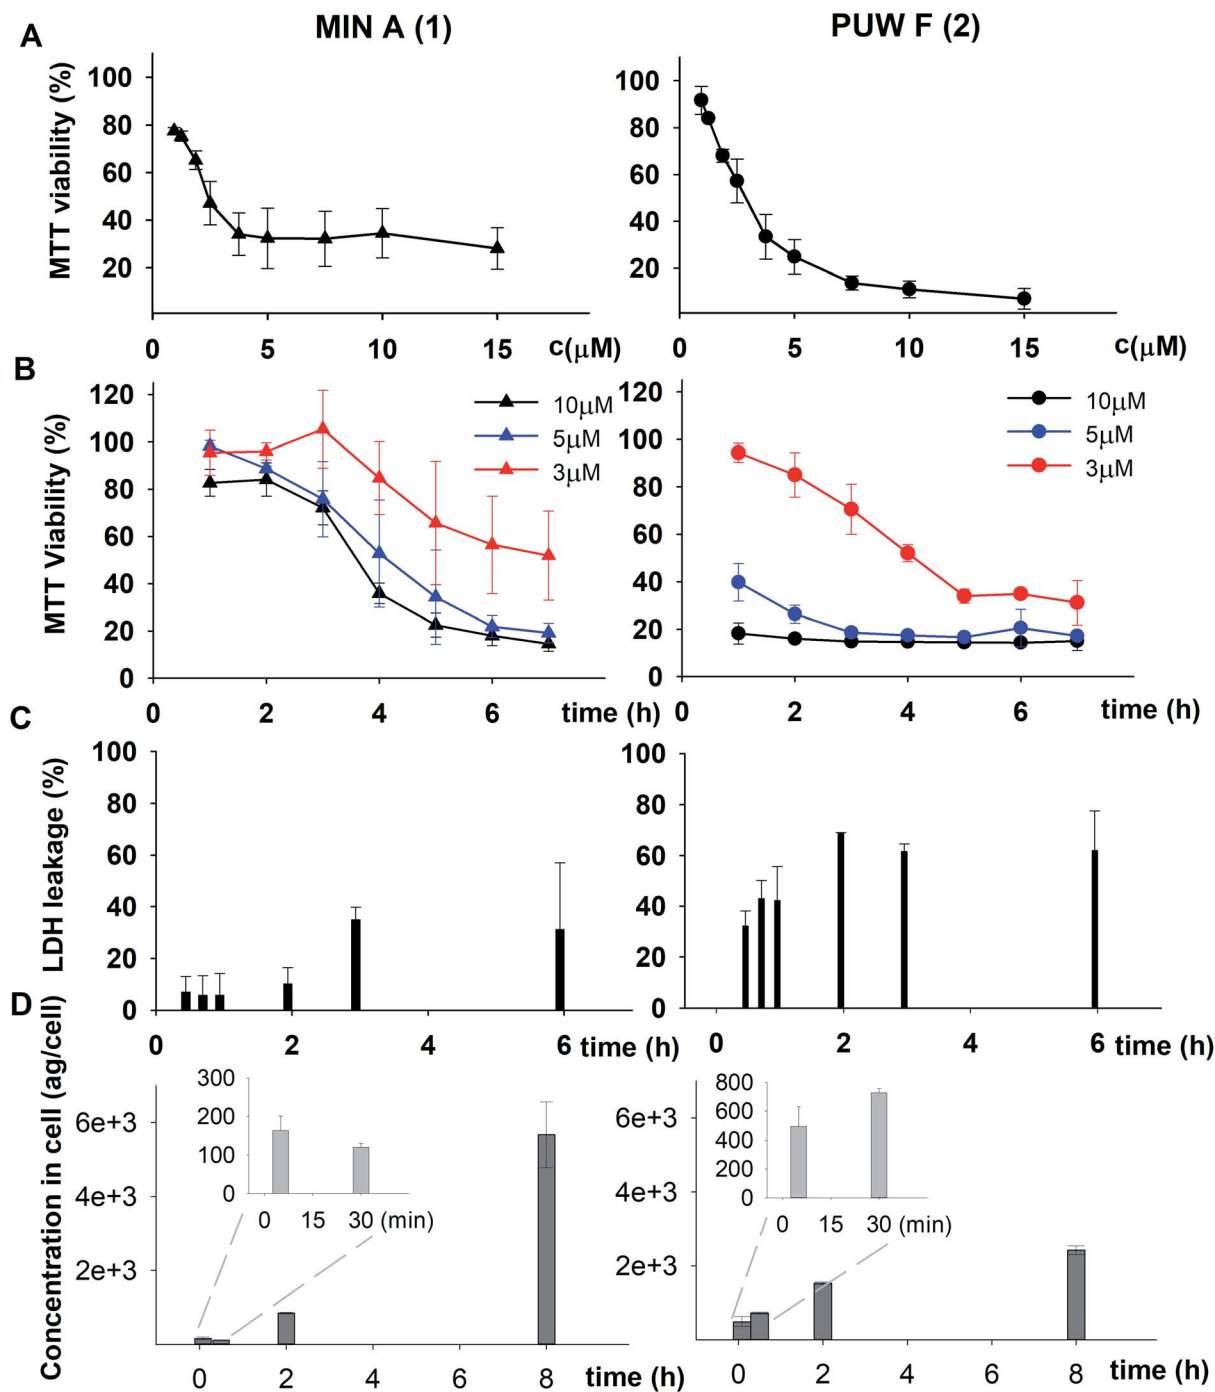 MIN A (1) PUW F (2)
A
MTT viability (%)
100
80
60
40
20
0 5 10 15 c(μM)
100
80
60
40
20
0 5 10 15 c(μM)
B
MTT Viability (%)
120
100
80
60
40
20
0
0 2 4 6 time (h)
10μM
5μM
3μM
120
100
80
60
40
20
0
0 2 4 6 time (h)
10μM
5μM
3μM
C
LDH leakage (%)
100
80
60
40
20
0
0 2 4 6 time (h)
100
80
60
40
20
0
0 2 4 6 time (h)
D
Concentration in cell (ag/cell)
6e+3
4e+3
2e+3
0 2 4 6 8 time (h)
300
200
100
0
0 15 30 (min)
6e+3
4e+3
2e+3
0 2 4 6 8 time (h)
800
600
400
200
0
0 15 30 (min)